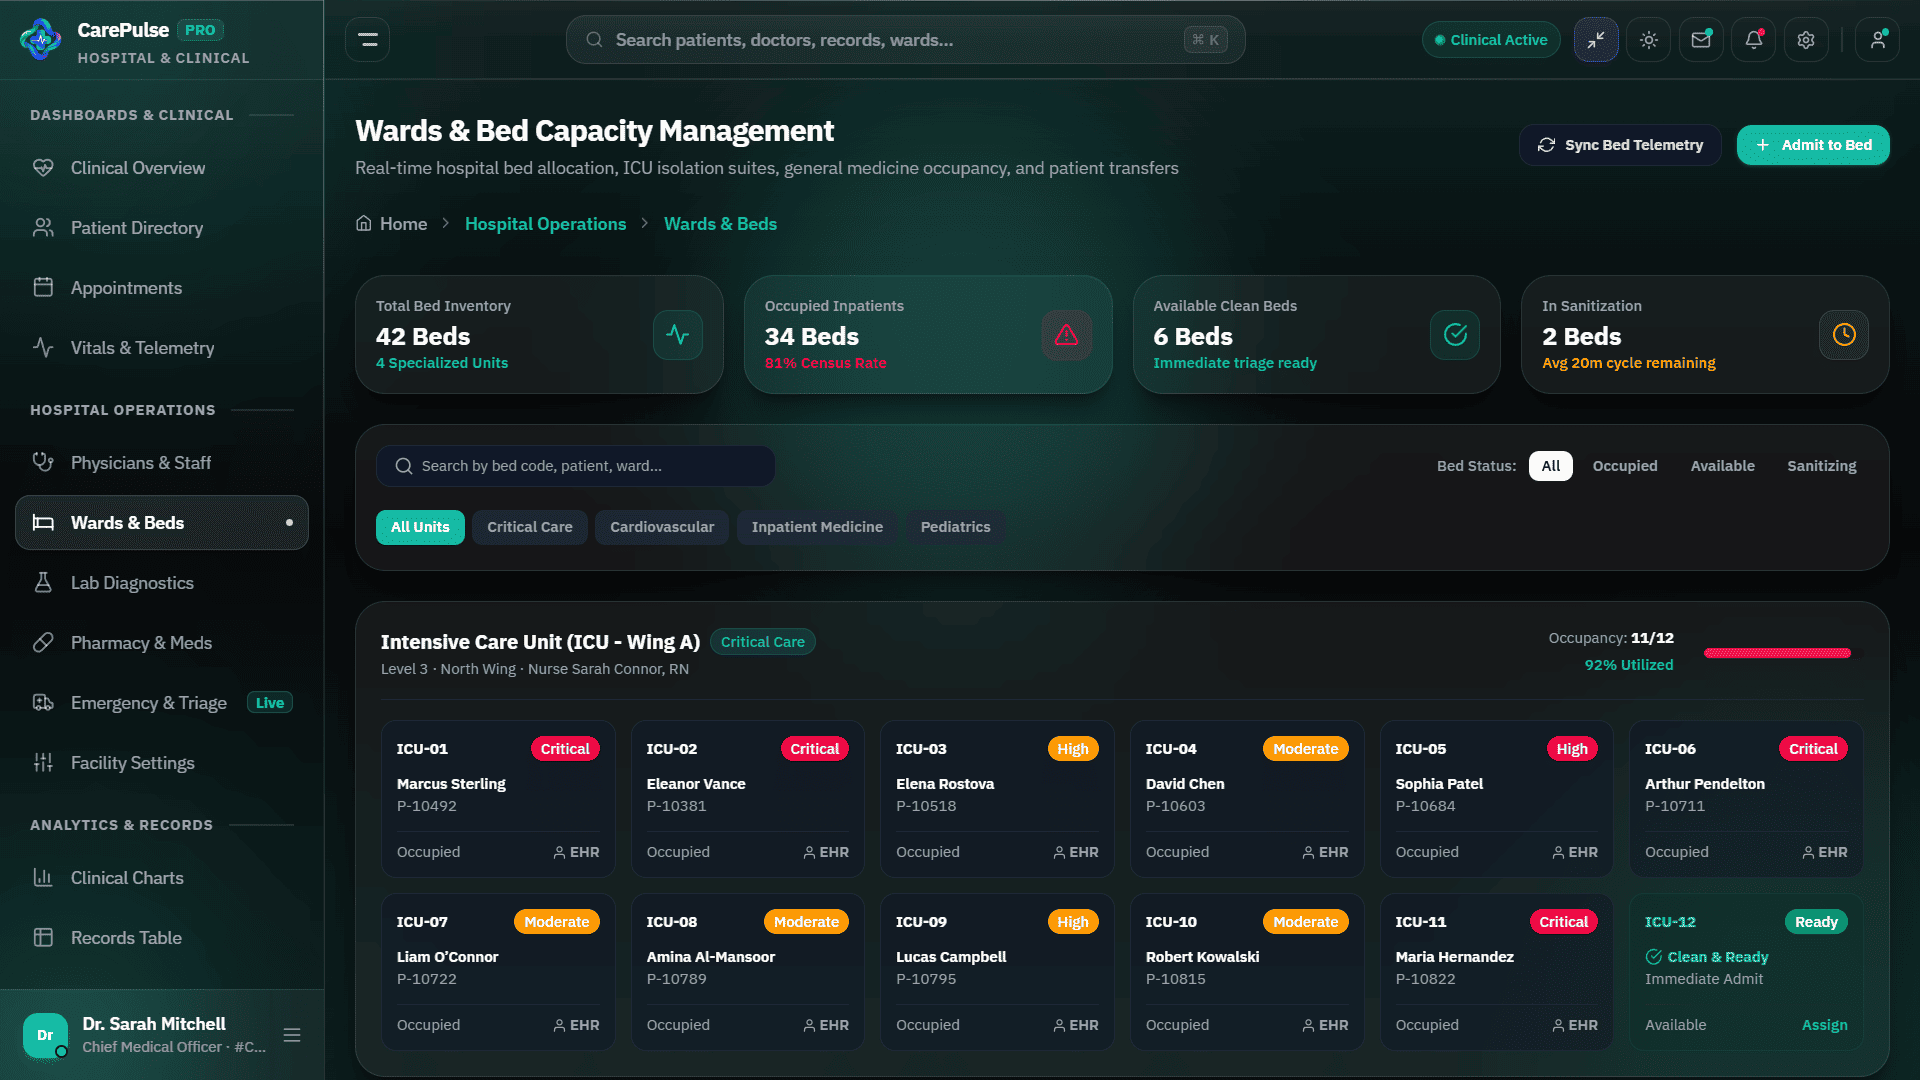 CarePulse PRO
HOSPITAL & CLINICAL
Search patients, doctors, records, wards...
⌘ K
Clinical Active
DASHBOARDS & CLINICAL
Clinical Overview
Patient Directory
Appointments
Vitals & Telemetry
HOSPITAL OPERATIONS
Physicians & Staff
Wards & Beds
Lab Diagnostics
Pharmacy & Meds
Emergency & Triage Live
Facility Settings
ANALYTICS & RECORDS
Clinical Charts
Records Table
Dr
Dr. Sarah Mitchell
Chief Medical Officer · #C...
Wards & Bed Capacity Management
Real-time hospital bed allocation, ICU isolation suites, general medicine occupancy, and patient transfers
Sync Bed Telemetry
Admit to Bed
Home > Hospital Operations > Wards & Beds
Total Bed Inventory
42 Beds
4 Specialized Units
Occupied Inpatients
34 Beds
81% Census Rate
Available Clean Beds
6 Beds
Immediate triage ready
In Sanitization
2 Beds
Avg 20m cycle remaining
Search by bed code, patient, ward...
Bed Status: All Occupied Available Sanitizing
All Units Critical Care Cardiovascular Inpatient Medicine Pediatrics
Intensive Care Unit (ICU - Wing A) Critical Care
Level 3 · North Wing · Nurse Sarah Connor, RN
Occupancy: 11/12
92% Utilized
ICU-01 Critical
Marcus Sterling
P-10492
Occupied EHR
ICU-02 Critical
Eleanor Vance
P-10381
Occupied EHR
ICU-03 High
Elena Rostova
P-10518
Occupied EHR
ICU-04 Moderate
David Chen
P-10603
Occupied EHR
ICU-05 High
Sophia Patel
P-10684
Occupied EHR
ICU-06 Critical
Arthur Pendelton
P-10711
Occupied EHR
ICU-07 Moderate
Liam O’Connor
P-10722
Occupied EHR
ICU-08 Moderate
Amina Al-Mansoor
P-10789
Occupied EHR
ICU-09 High
Lucas Campbell
P-10795
Occupied EHR
ICU-10 Moderate
Robert Kowalski
P-10815
Occupied EHR
ICU-11 Critical
Maria Hernandez
P-10822
Occupied EHR
ICU-12 Ready
Clean & Ready
Immediate Admit
Available Assign